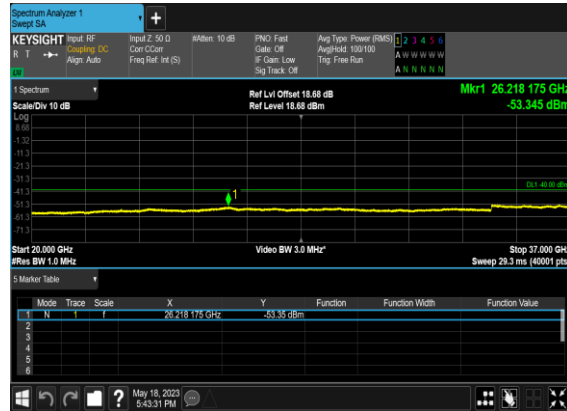 Spectrum Analyzer 1
Swept SA
+
KEYSIGHT
R T
LW
Input: RF
Coupling: DC
Align: Auto
Input Z: 50 Ω
Corr CCorr
Freq Ref: Int (S)
#Atten: 10 dB
PNO: Fast
Gate: Off
IF Gain: Low
Sig Track: Off
Avg Type: Power (RMS)
Avg|Hold: 100/100
Trig: Free Run
1 2 3 4 5 6
A W W W W W
A N N N N N
1 Spectrum
Scale/Div 10 dB
Ref Lvl Offset 18.68 dB
Ref Level 18.68 dBm
Mkr1 26.218 175 GHz
-53.345 dBm
Log
8.68
-1.32
-11.3
-21.3
-31.3
-41.3
-51.3
-61.3
-71.3
DL1 -40.00 dBm
1
Start 20.000 GHz
#Res BW 1.0 MHz
Video BW 3.0 MHz*
Stop 37.000 GHz
Sweep 29.3 ms (40001 pts)
5 Marker Table
Mode Trace Scale X Y Function Function Width Function Value
1 N 1 f 26.218 175 GHz -53.35 dBm
2
3
4
5
6
?
May 18, 2023
5:43:31 PM